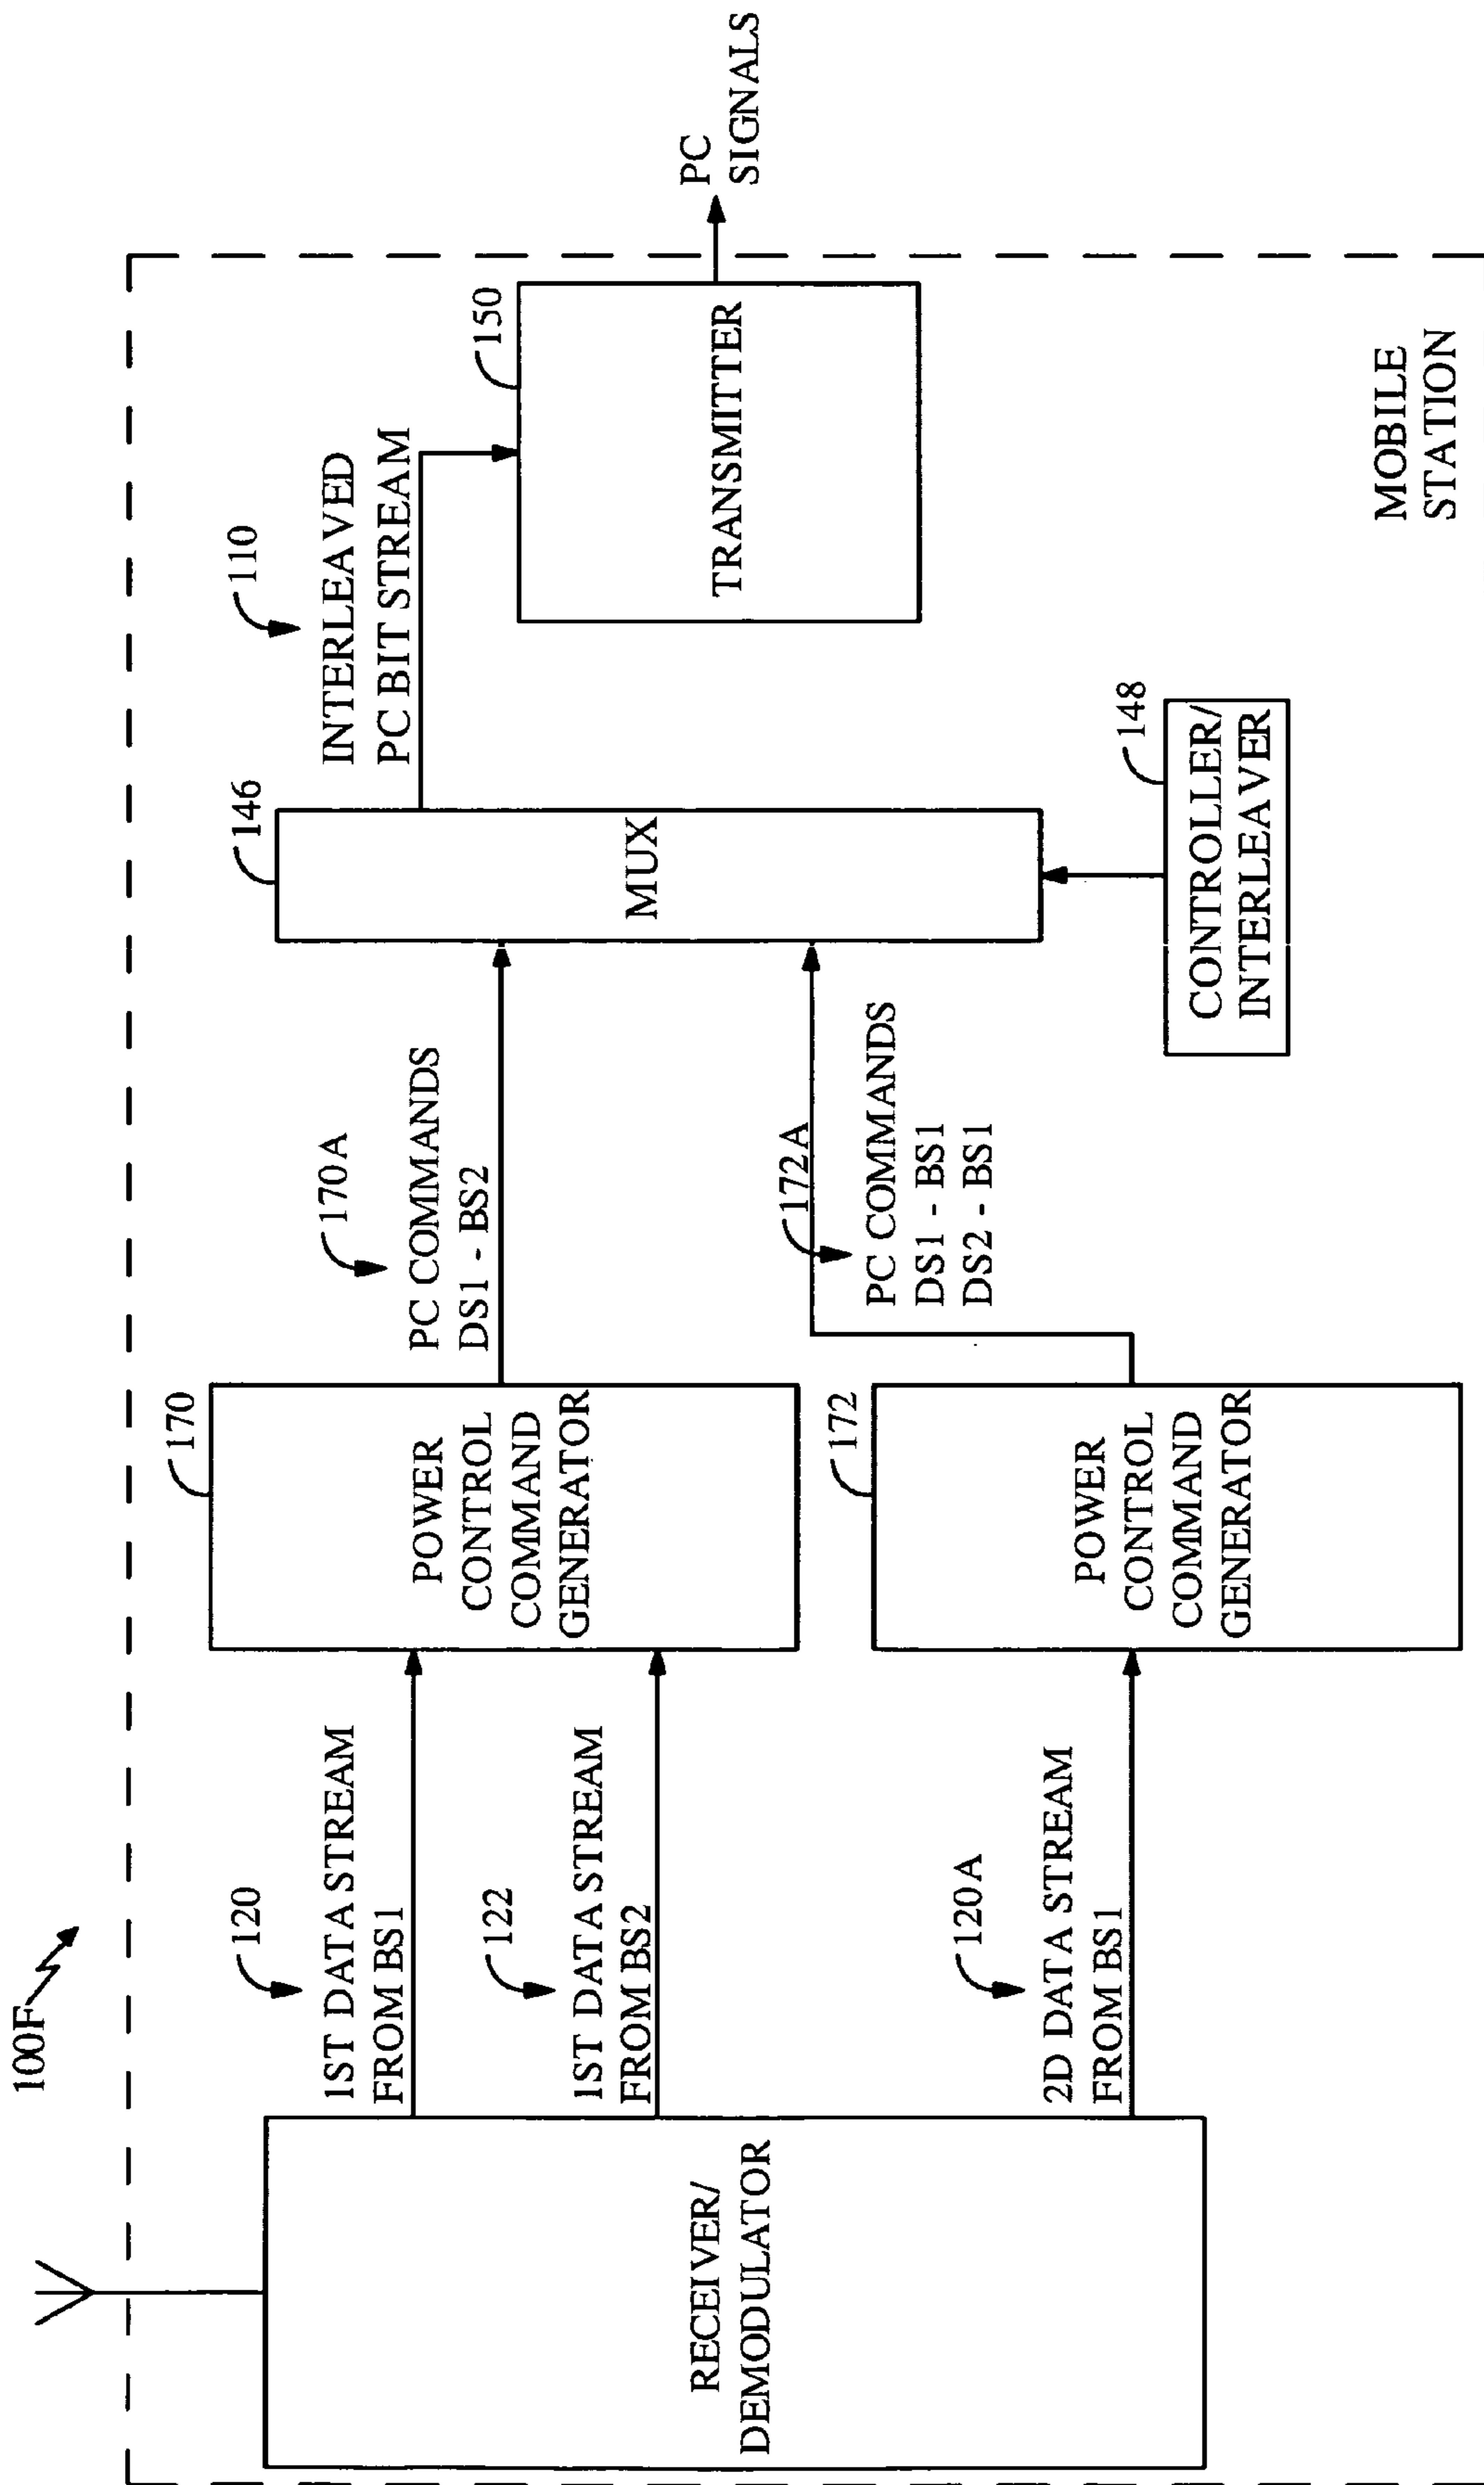 100F
RECEIVER/
DEMODULATOR
120
1ST DATA STREAM
FROM BS1
122
1ST DATA STREAM
FROM BS2
120A
2D DATA STREAM
FROM BS1
170
POWER
CONTROL
COMMAND
GENERATOR
172
POWER
CONTROL
COMMAND
GENERATOR
170A
PC COMMANDS
DS1 - BS2
172A
PC COMMANDS
DS1 - BS1
DS2 - BS1
146
MUX
148
CONTROLLER/
INTERLEAVER
110
INTERLEAVED
PC BIT STREAM
150
TRANSMITTER
PC
SIGNALS
MOBILE
STATION